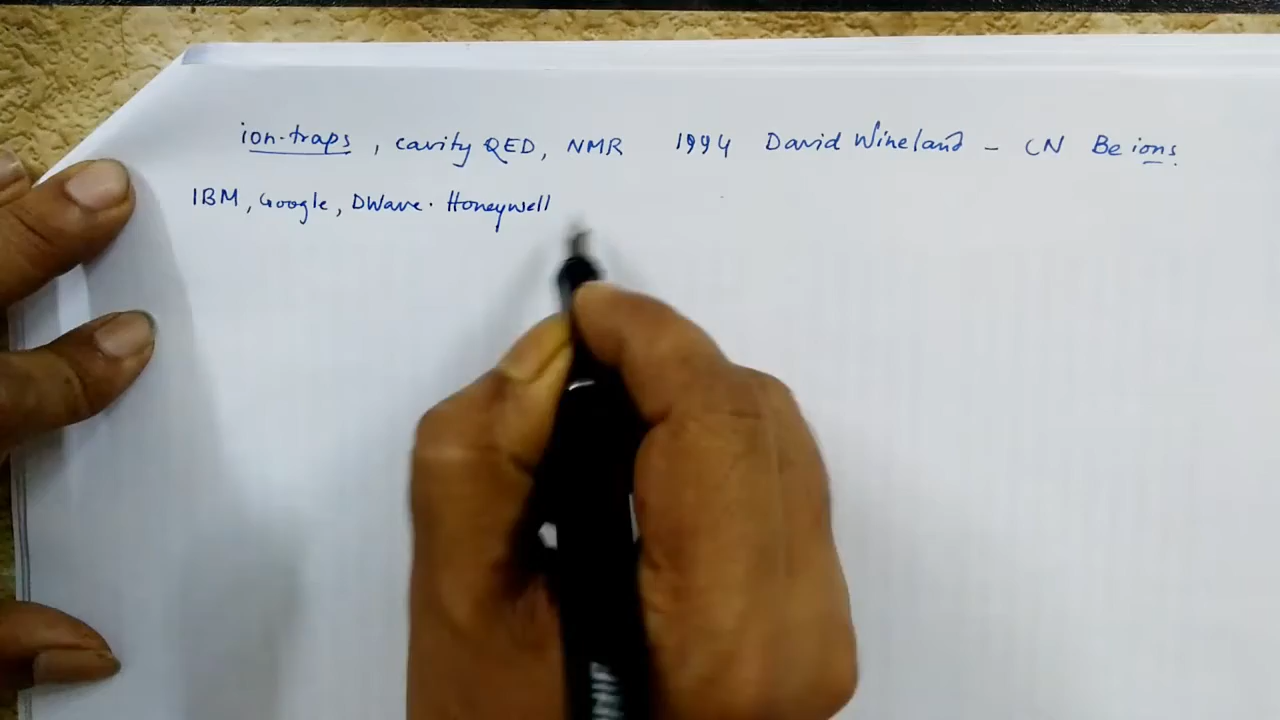 ion-traps, cavity QED, NMR 1994 David Wineland - CN Be ions.
IBM, Google, DWave. Honeywell